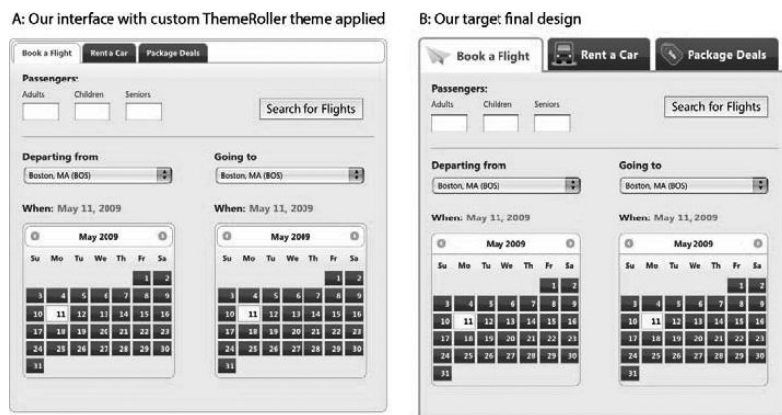 A: Our interface with custom ThemeRoller theme applied
Book a Flight Rent a Car Package Deals
Passengers:
Adults Children Seniors
Search for Flights
Departing from Going to
Boston, MA (BOS) Boston, MA (BOS)
When: May 11, 2009 When: May 11, 2009
May 2009 May 2009
Su Mo Tu We Th Fr Sa Su Mo Tu We Th Fr Sa
1 2 1 2
3 4 5 6 7 8 9 3 4 5 6 7 8 9
10 11 12 13 14 15 16 10 11 12 13 14 15 16
17 18 19 20 21 22 23 17 18 19 20 21 22 23
24 25 26 27 28 29 30 24 25 26 27 28 29 30
31 31
B: Our target final design
Book a Flight Rent a Car Package Deals
Passengers:
Adults Children Seniors
Search for Flights
Departing from Going to
Boston, MA (BOS) Boston, MA (BOS)
When: May 11, 2009 When: May 11, 2009
May 2009 May 2009
Su Mo Tu We Th Fr Sa Su Mo Tu We Th Fr Sa
1 2 1 2
3 4 5 6 7 8 9 3 4 5 6 7 8 9
10 11 12 13 14 15 16 10 11 12 13 14 15 16
17 18 19 20 21 22 23 17 18 19 20 21 22 23
24 25 26 27 28 29 30 24 25 26 27 28 29 30
31 31